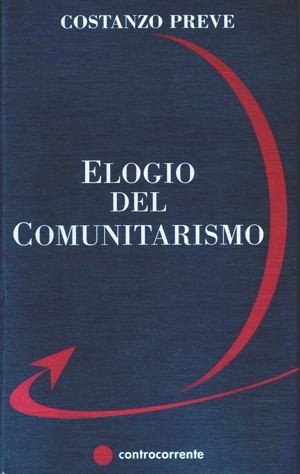 COSTANZO PREVE
ELOGIO
DEL
COMUNITARISMO
controcorrente